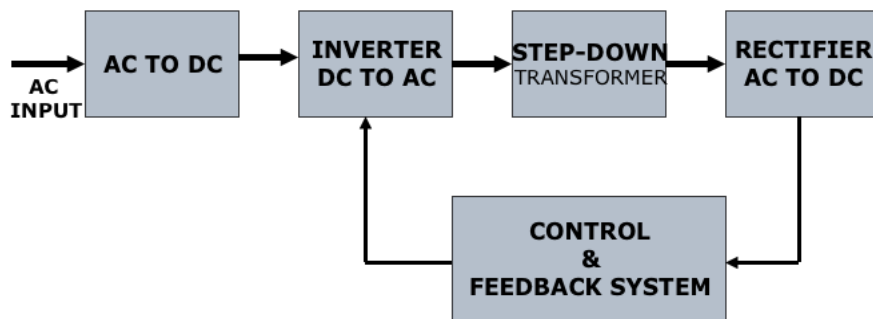 AC TO DC
INVERTER
DC TO AC
STEP-DOWN
TRANSFORMER
RECTIFIER
AC TO DC
AC
INPUT
CONTROL
&
FEEDBACK SYSTEM